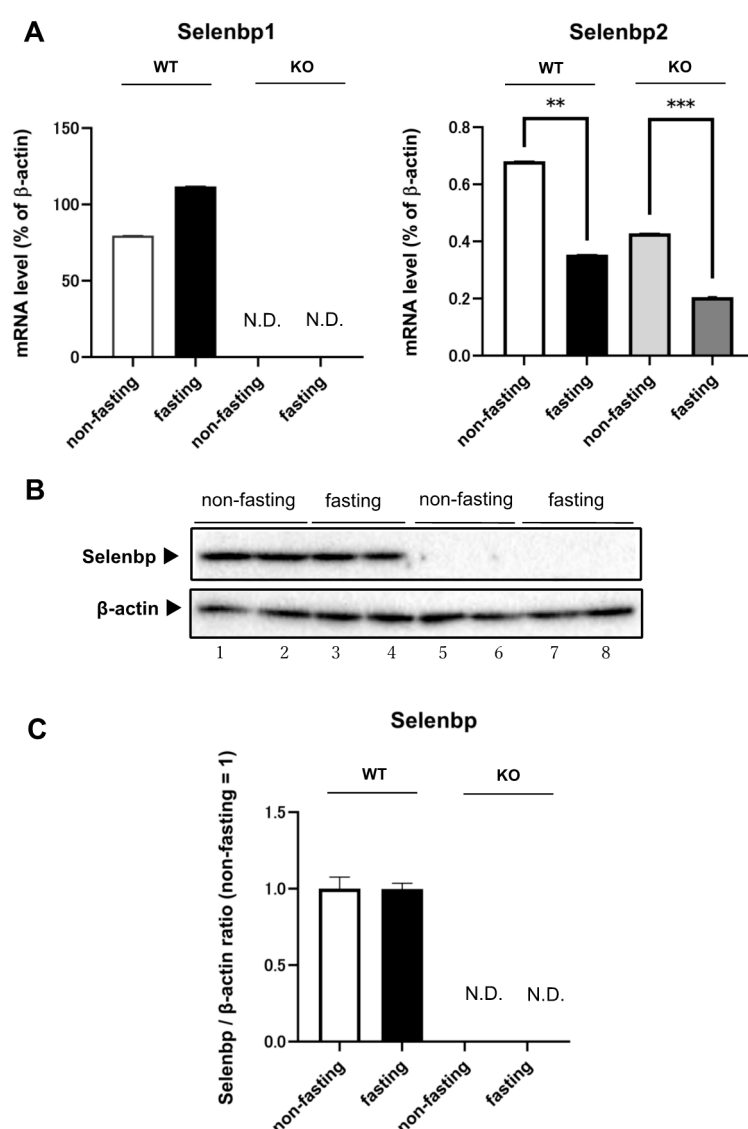 A
Selenbp1
WT KO
mRNA level (% of β-actin)
150
100
50
0
N.D. N.D.
non-fasting fasting non-fasting fasting
Selenbp2
WT KO
** ***
mRNA level (% of β-actin)
0.8
0.6
0.4
0.2
0.0
non-fasting fasting non-fasting fasting
B
non-fasting fasting non-fasting fasting
Selenbp
β-actin
1 2 3 4 5 6 7 8
C
Selenbp
WT KO
Selenbp / β-actin ratio (non-fasting = 1)
1.5
1.0
0.5
0.0
N.D. N.D.
non-fasting fasting non-fasting fasting